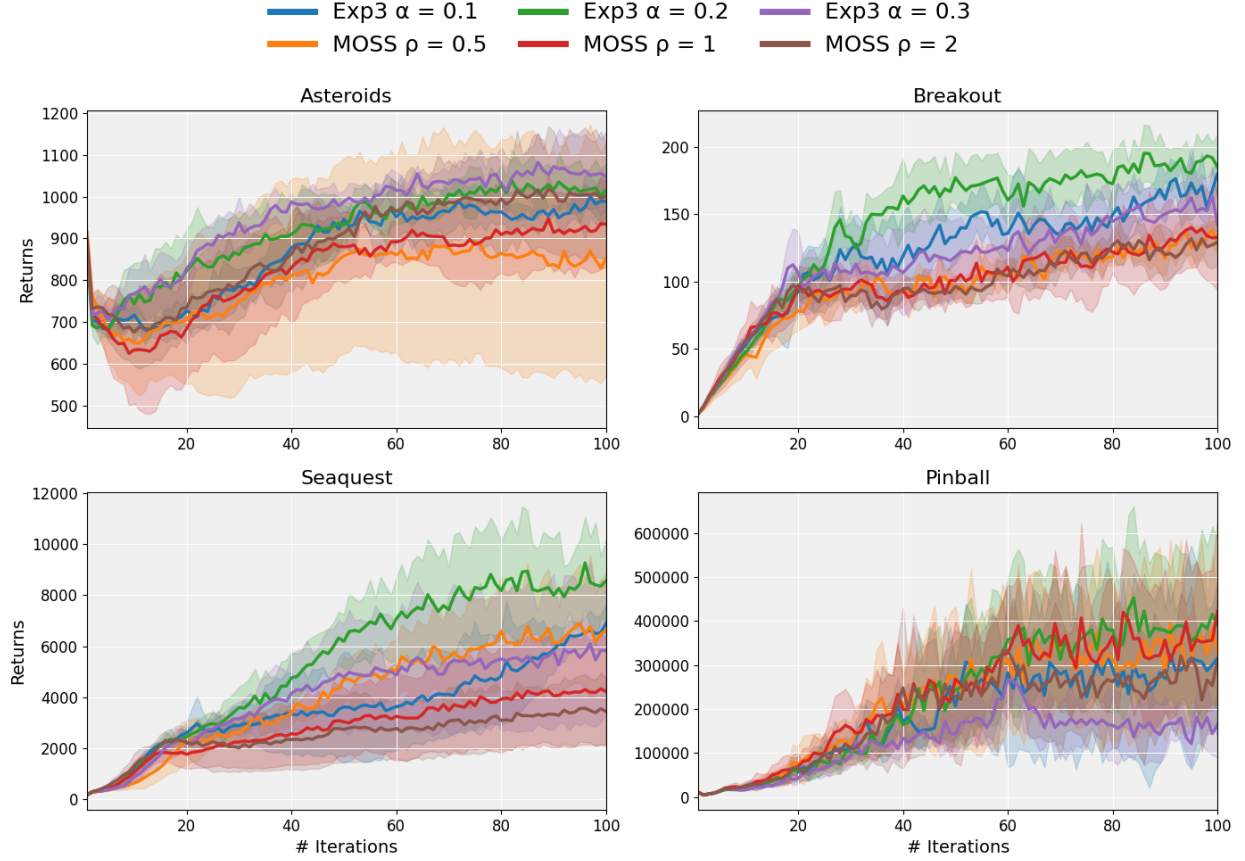 Exp3 α = 0.1 Exp3 α = 0.2 Exp3 α = 0.3
MOSS ρ = 0.5 MOSS ρ = 1 MOSS ρ = 2
Asteroids
Breakout
1200
1100
1000
900
800
700
600
500
Returns
20 40 60 80 100
200
150
100
50
0
20 40 60 80 100
Seaquest
Pinball
12000
10000
8000
6000
4000
2000
0
Returns
20 40 60 80 100
# Iterations
600000
500000
400000
300000
200000
100000
0
20 40 60 80 100
# Iterations